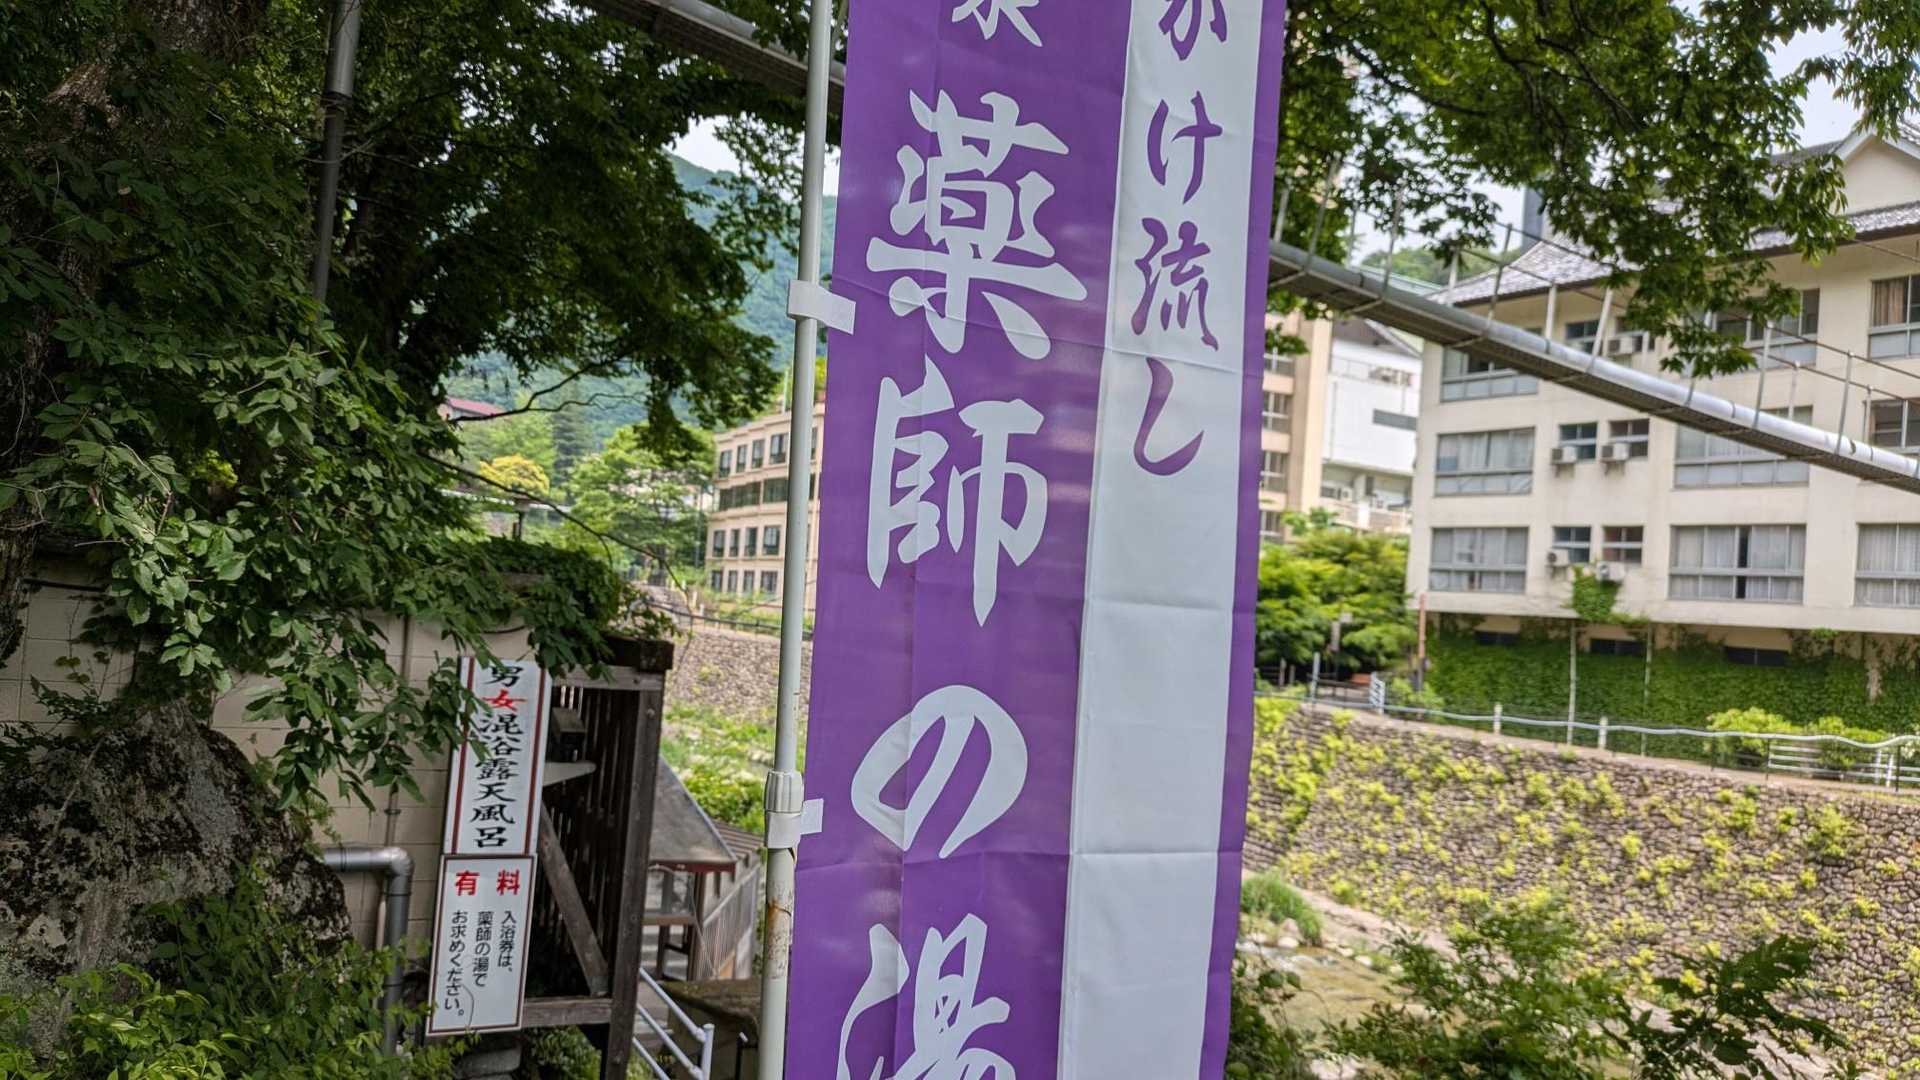 かけ流し
泉 薬師の湯
男女混浴露天風呂
有料
入浴券は、
薬師の湯で
お求めください。